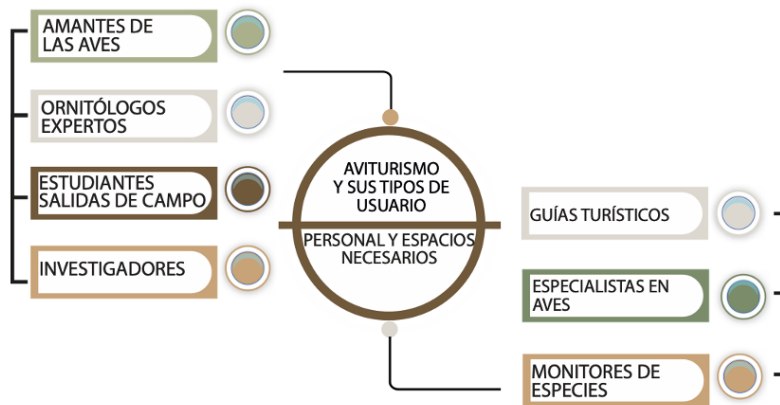 AMANTES DE
LAS AVES
ORNITÓLOGOS
EXPERTOS
ESTUDIANTES
SALIDAS DE CAMPO
INVESTIGADORES
AVITURISMO
Y SUS TIPOS DE
USUARIO
PERSONAL Y ESPACIOS
NECESARIOS
GUÍAS TURÍSTICOS
ESPECIALISTAS EN
AVES
MONITORES DE
ESPECIES